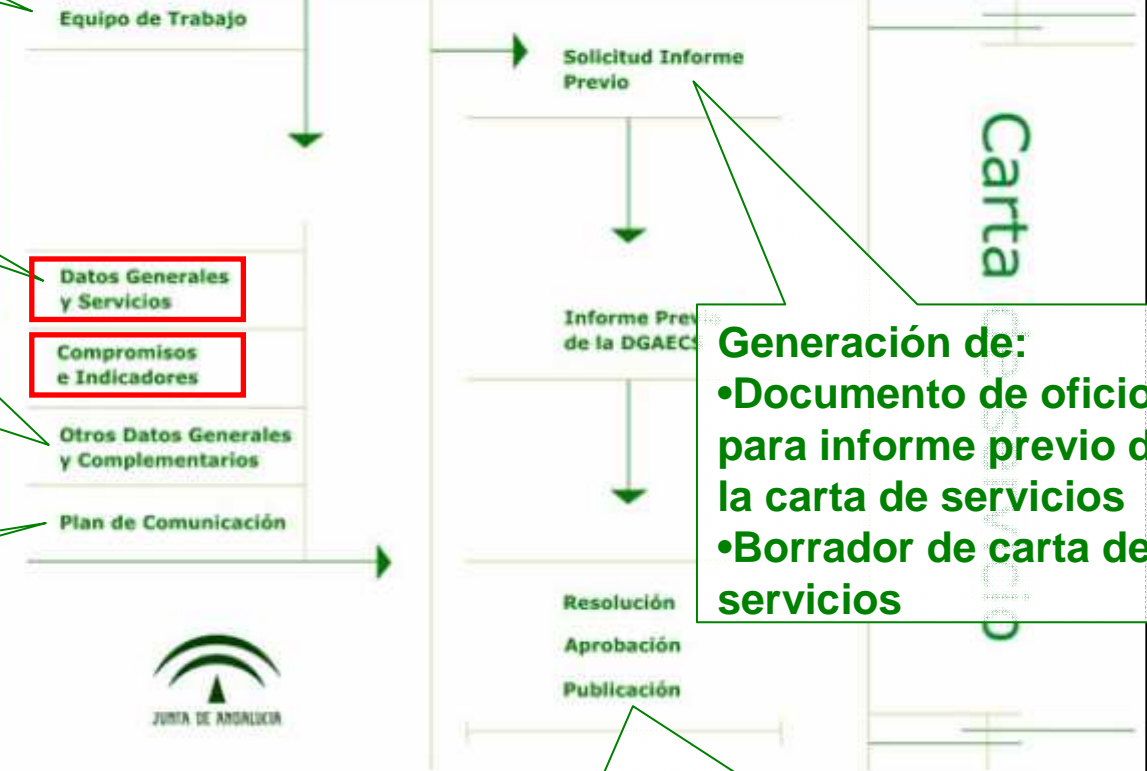 Equipo de Trabajo
Datos Generales
y Servicios
Compromisos
e Indicadores
Otros Datos Generales
y Complementarios
Plan de Comunicación
JUNTA DE ANDALUCIA
Solicitud Informe
Previo
Informe Prev
de la DGAECS
Resolución
Aprobación
Publicación
Generación de:
•Documento de oficio
para informe previo d
la carta de servicios
•Borrador de carta de
servicios
Carta de servicio